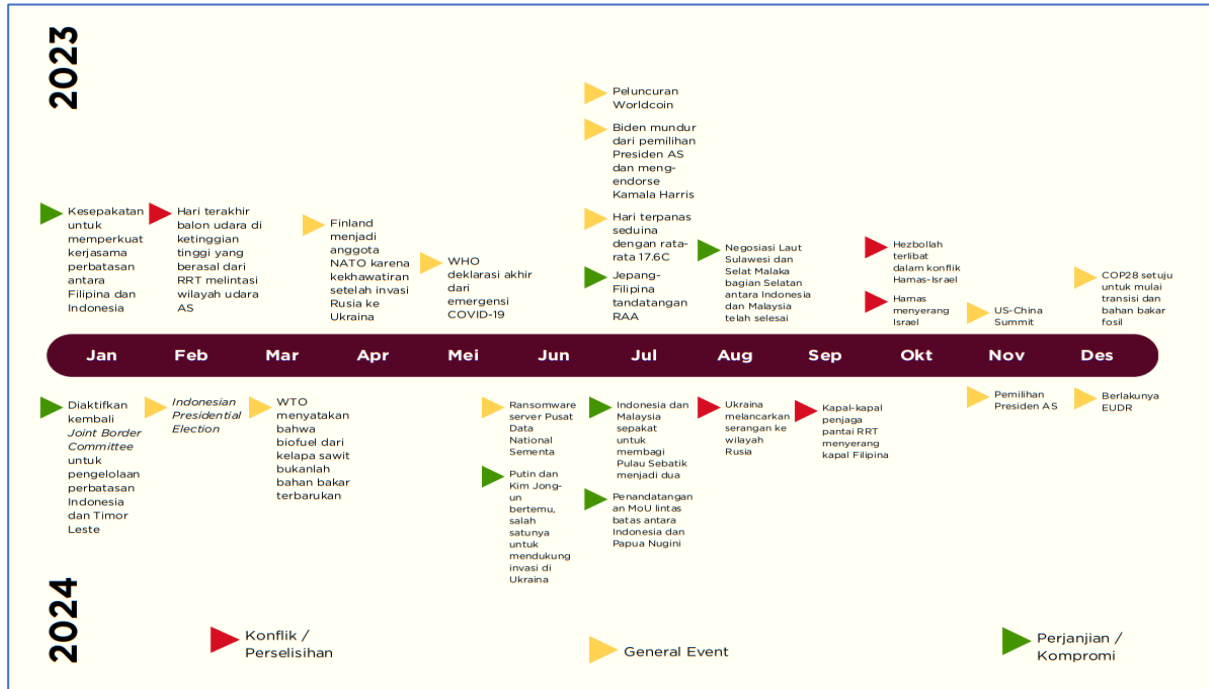 2023
Peluncuran
Worldcoin
Biden mundur
dari pemilihan
Presiden AS
dan meng-
endorse
Kamala Harris
Kesepakatan
untuk
memperkuat
kerjasama
perbatasan
antara
Filipina dan
Indonesia
Hari terakhir
balon udara di
ketinggian
tinggi yang
berasal dari
RRT melintasi
wilayah udara
AS
Finland
menjadi
anggota
NATO karena
kekhawatiran
setelah invasi
Rusia ke
Ukraina
WHO
deklarasi akhir
dari
emergensi
COVID-19
Hari terpanas
seduina
dengan rata-
rata 17.6C
Jepang-
Filipina
tandatangan
RAA
Negosiasi Laut
Sulawesi dan
Selat Malaka
bagian Selatan
antara Indonesia
dan Malaysia
telah selesai
Hezbollah
terlibat
dalam konflik
Hamas-Israel
Hamas
menyerang
Israel
US-China
Summit
COP28 setuju
untuk mulai
transisi dan
bahan bakar
fosil
Jan Feb Mar Apr Mei Jun Jul Aug Sep Okt Nov Des
Diaktifkan
kembali
Joint Border
Committee
untuk
pengelolaan
perbatasan
Indonesia
dan Timor
Leste
Indonesian
Presidential
Election
WTO
menyatakan
bahwa
biofuel dari
kelapa sawit
bukanlah
bahan bakar
terbarukan
Ransomware
server Pusat
Data
National
Sementa
Putin dan
Kim Jong-
un
bertemu,
salah
satunya
untuk
mendukung
invasi di
Ukraina
Indonesia dan
Malaysia
sepakat
untuk
membagi
Pulau Sebatik
menjadi dua
Penandatangan
an MoU lintas
batas antara
Indonesia dan
Papua Nugini
Ukraina
melancarkan
serangan ke
wilayah
Rusia
Kapal-kapal
penjaga
pantai RRT
menyerang
kapal Filipina
Pemilihan
Presiden AS
Berlakunya
EUDR
2024
Konflik /
Perselisihan
General Event
Perjanjian /
Kompromi